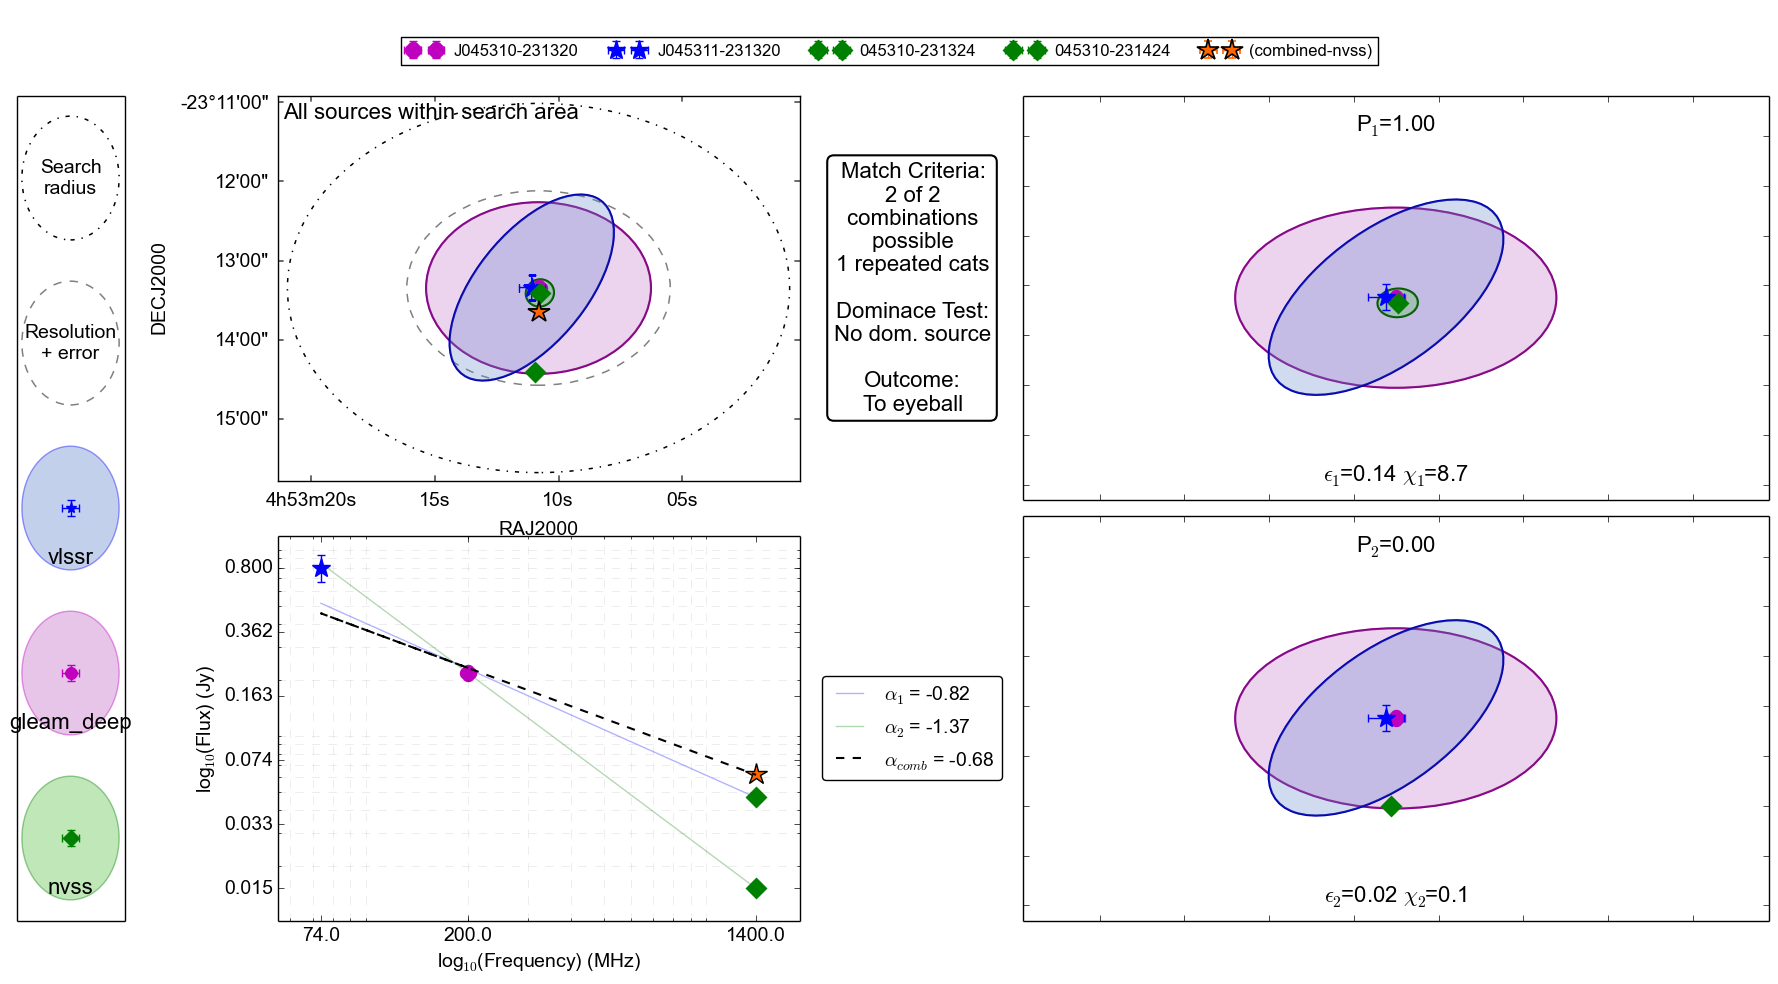 J045310-231320 J045311-231320 045310-231324 045310-231424 (combined-nvss)
Search
radius
Resolution
+ error
vlssr
gleam_deep
nvss
All sources within search area
DECJ2000
-23°11'00"
12'00"
13'00"
14'00"
15'00"
4h53m20s 15s 10s 05s
RAJ2000
Match Criteria:
2 of 2
combinations
possible
1 repeated cats
Dominace Test:
No dom. source
Outcome:
To eyeball
P1=1.00
ϵ1=0.14 χ1=8.7
log10(Flux) (Jy)
0.800
0.362
0.163
0.074
0.033
0.015
74.0 200.0 1400.0
log10(Frequency) (MHz)
α1 = -0.82
α2 = -1.37
αcomb = -0.68
P2=0.00
ϵ2=0.02 χ2=0.1